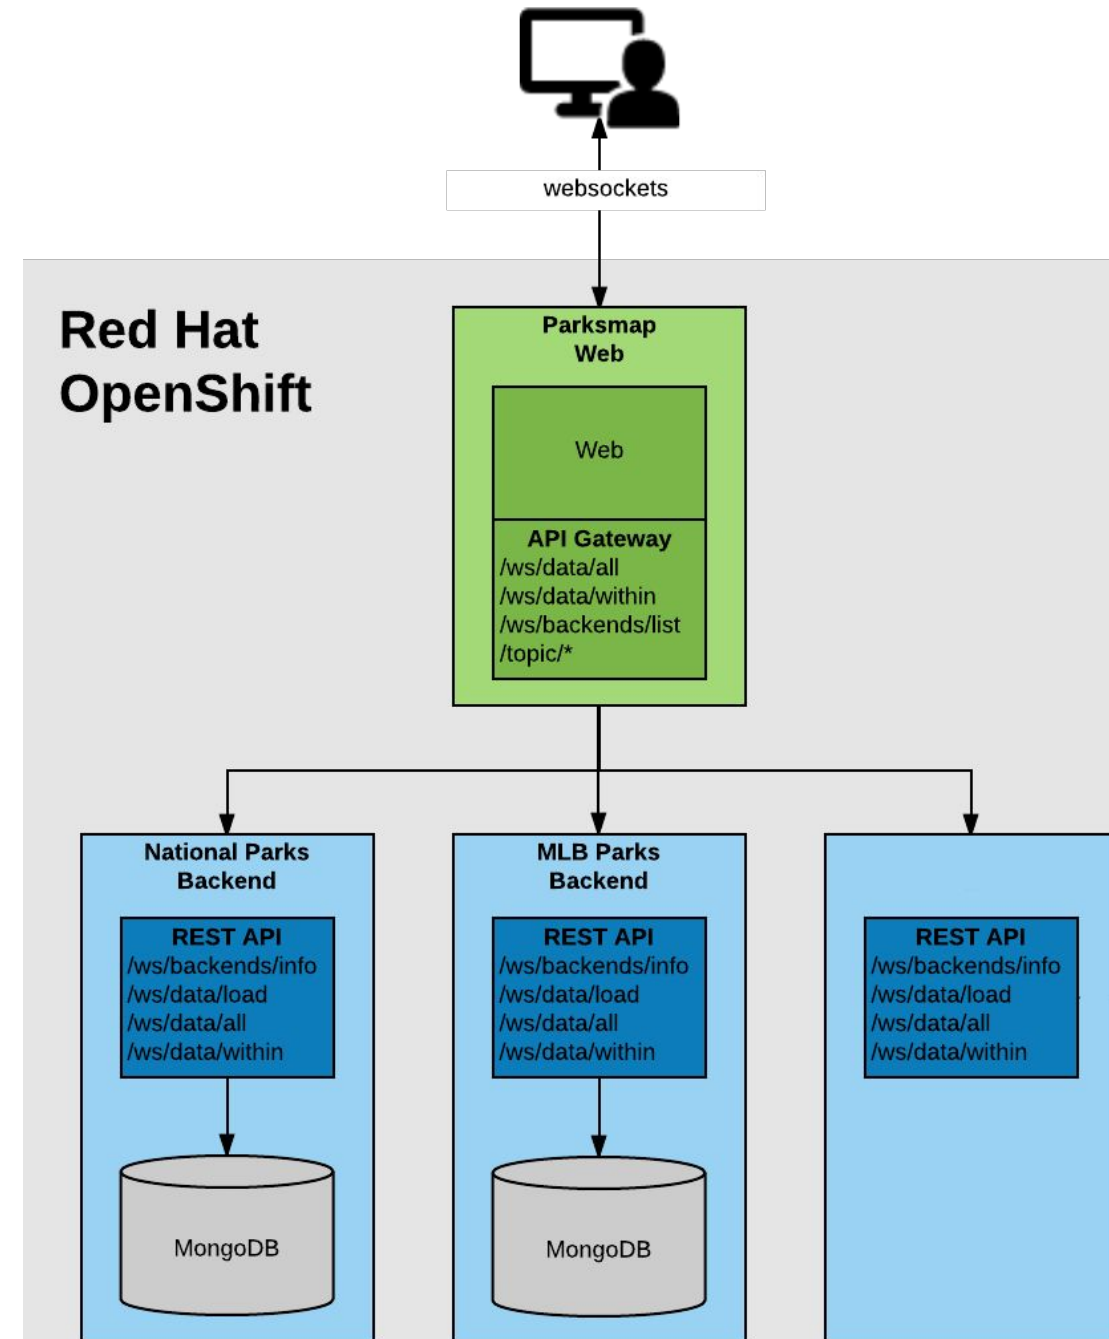 websockets
Red Hat
OpenShift
Parksmap
Web
Web
API Gateway
/ws/data/all
/ws/data/within
/ws/backends/list
/topic/*
National Parks
Backend
REST API
/ws/backends/info
/ws/data/load
/ws/data/all
/ws/data/within
MongoDB
MLB Parks
Backend
REST API
/ws/backends/info
/ws/data/load
/ws/data/all
/ws/data/within
MongoDB
REST API
/ws/backends/info
/ws/data/load
/ws/data/all
/ws/data/within